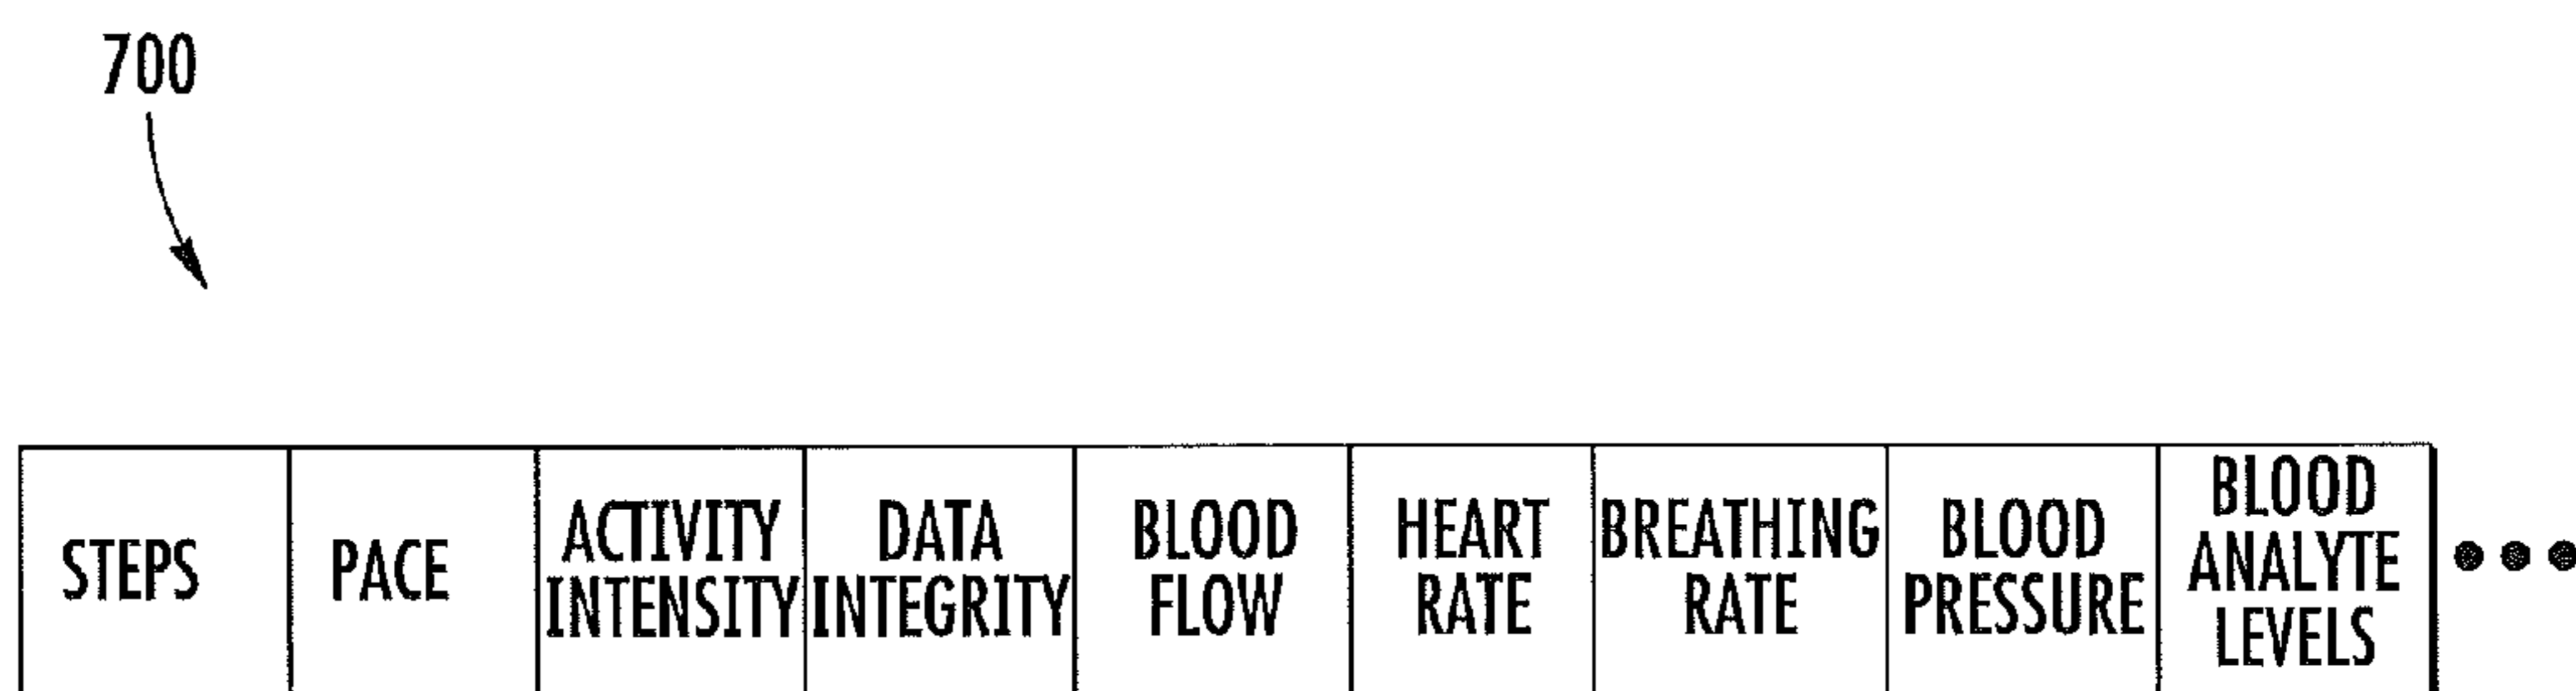 700
STEPS
PACE
ACTIVITY
INTENSITY
DATA
INTEGRITY
BLOOD
FLOW
HEART
RATE
BREATHING
RATE
BLOOD
PRESSURE
BLOOD
ANALYTE
LEVELS